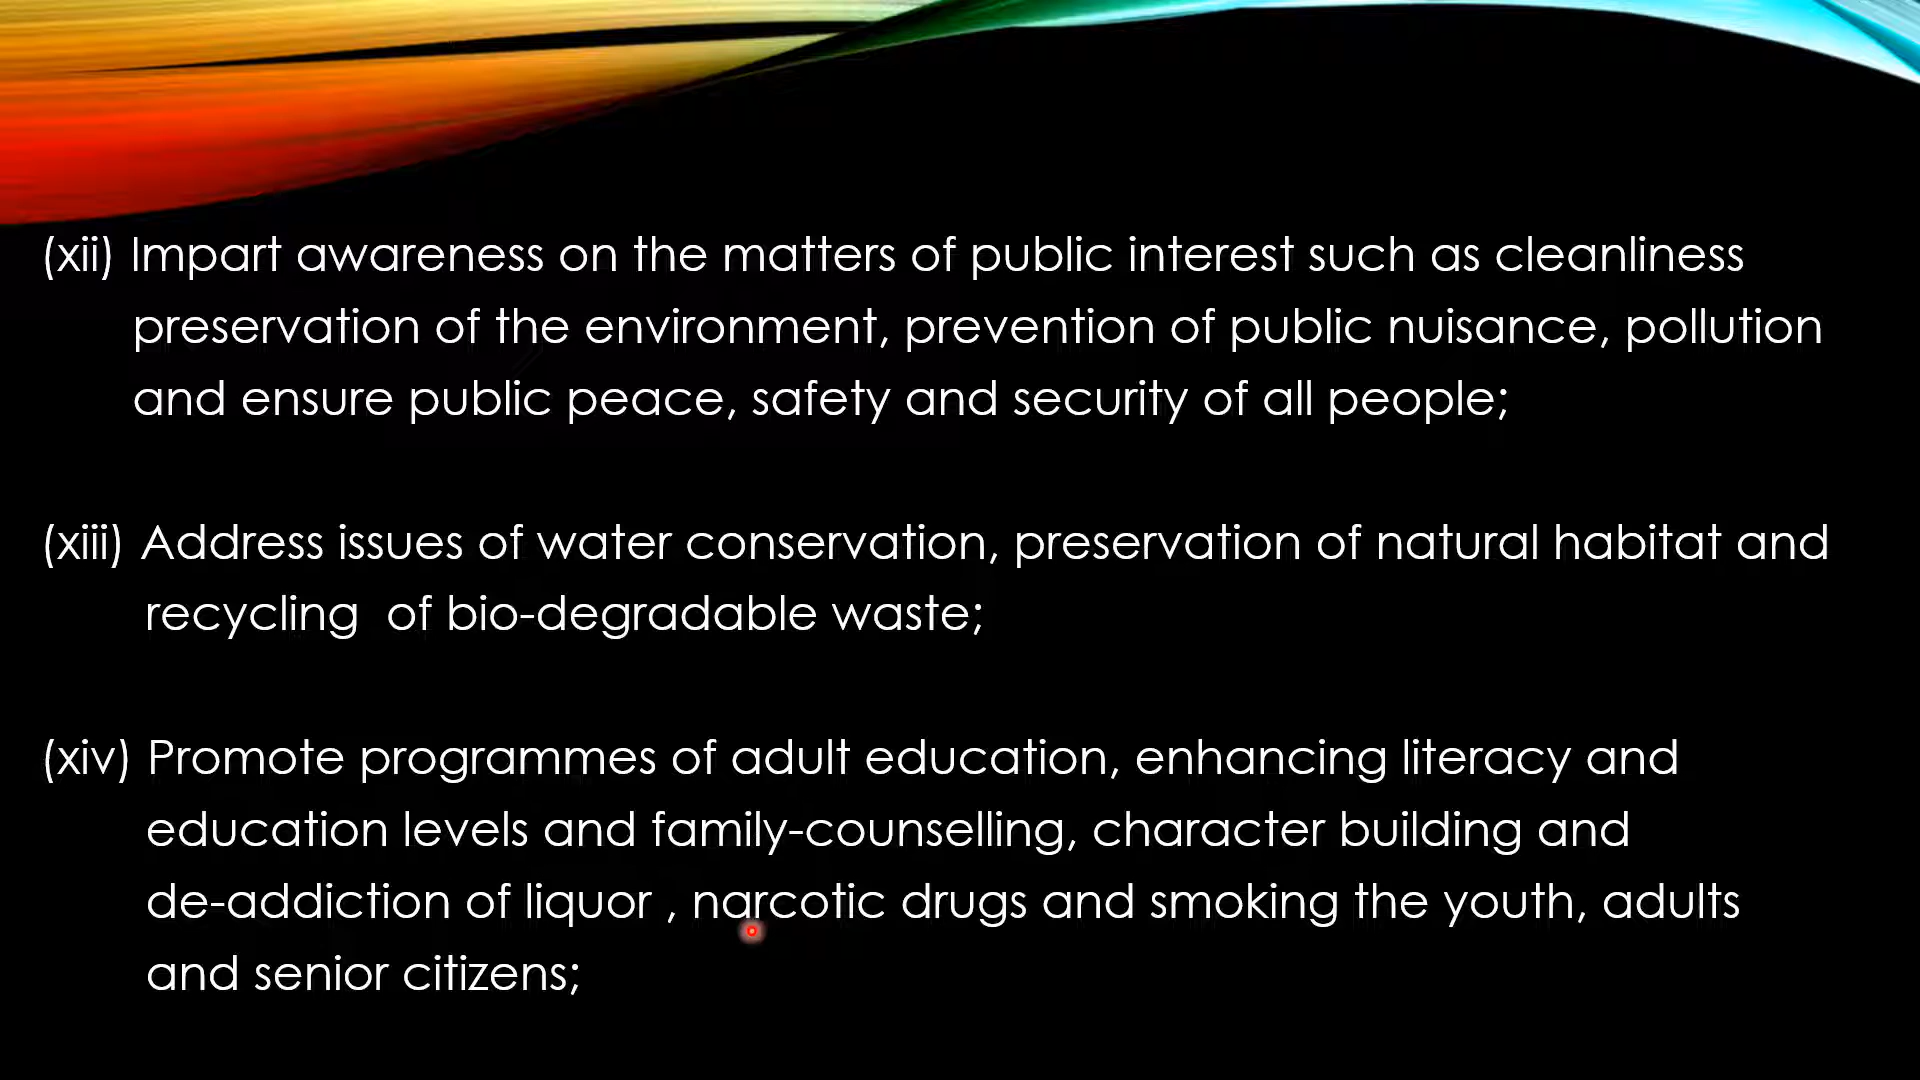 (xii) Impart awareness on the matters of public interest such as cleanliness
preservation of the environment, prevention of public nuisance, pollution
and ensure public peace, safety and security of all people;
(xiii) Address issues of water conservation, preservation of natural habitat and
recycling  of bio-degradable waste;
(xiv) Promote programmes of adult education, enhancing literacy and
education levels and family-counselling, character building and
de-addiction of liquor , narcotic drugs and smoking the youth, adults
and senior citizens;